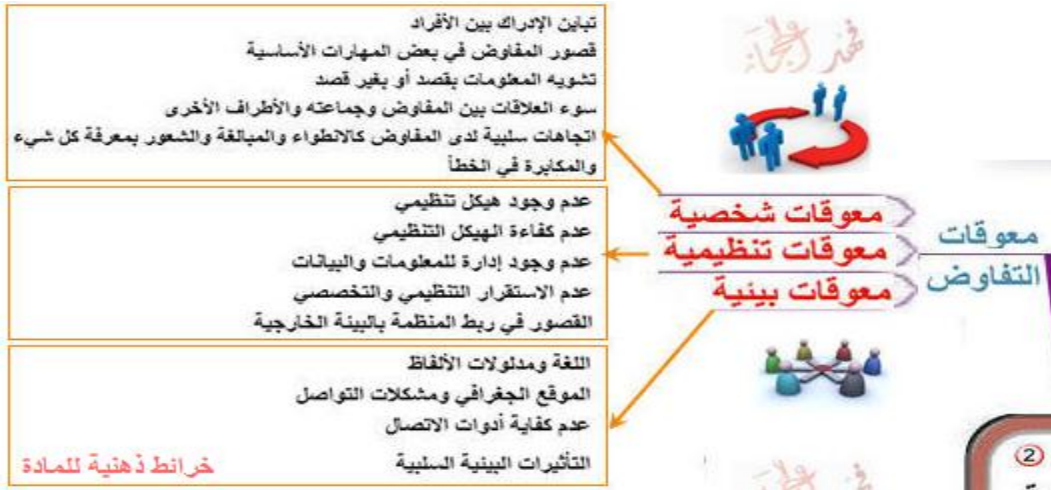 معوقات
التفاوض
معوقات شخصية
تباين الإدراك بين الأفراد
قصور المفاوض في بعض المهارات الأساسية
تشويه المعلومات بقصد أو بغير قصد
سوء العلاقات بين المفاوض وجماعته والأطراف الأخرى
اتجاهات سلبية لدى المفاوض كالانطواء والمبالغة والشعور بمعرفة كل شيء
والمكابرة في الخطأ
معوقات تنظيمية
عدم وجود هيكل تنظيمي
عدم كفاءة الهيكل التنظيمي
عدم وجود إدارة للمعلومات والبيانات
عدم الاستقرار التنظيمي والتخصصي
القصور في ربط المنظمة بالبيئة الخارجية
معوقات بيئية
اللغة ومدلولات الألفاظ
الموقع الجغرافي ومشكلات التواصل
عدم كفاية أدوات الاتصال
التأثيرات البيئية السلبية
خرائط ذهنية للمادة
2